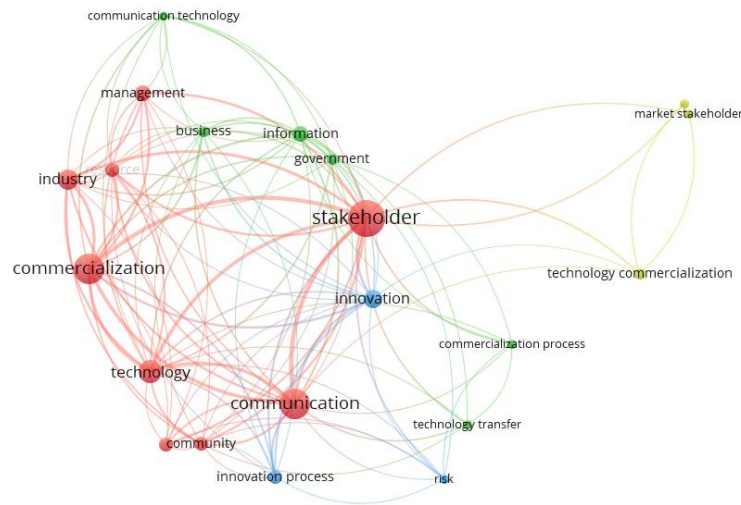 communication technology
management
market stakeholder
business
information
government
resource
industry
stakeholder
commercialization
technology commercialization
innovation
commercialization process
technology
communication
technology transfer
community
innovation process
risk